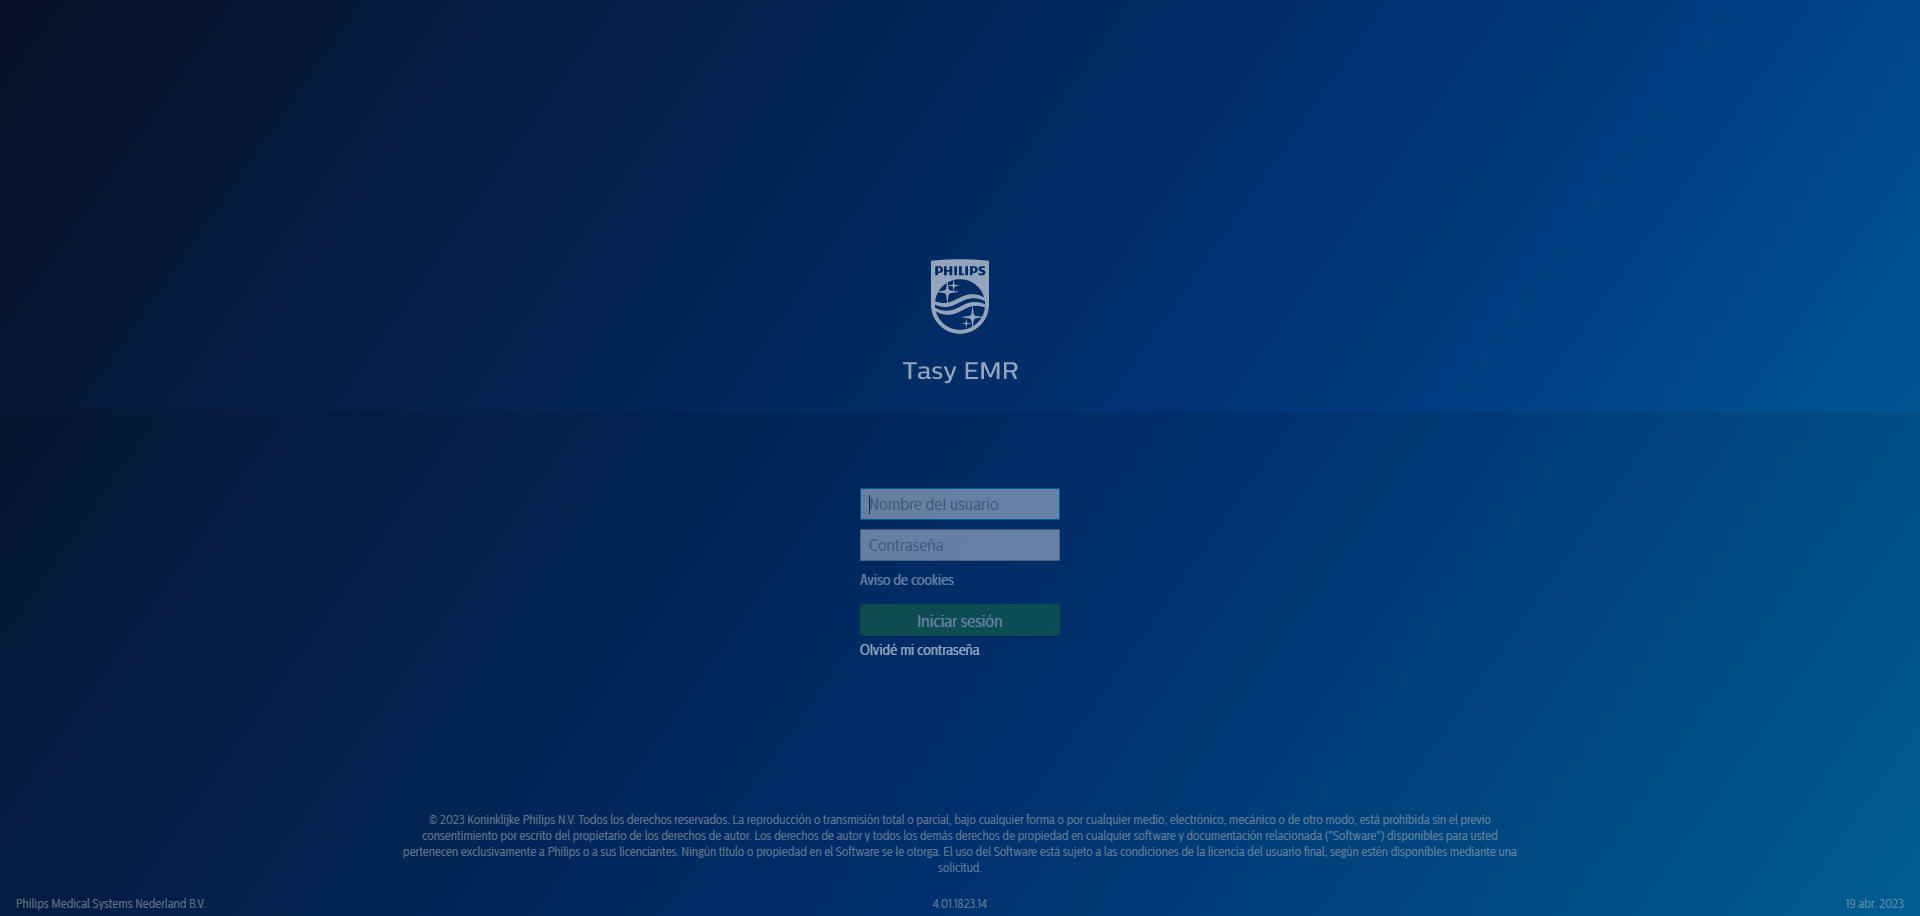 PHILIPS
Tasy EMR
Nombre del usuario
Contraseña
Aviso de cookies
Iniciar sesión
Olvidé mi contraseña
© 2023 Koninklijke Philips N.V. Todos los derechos reservados. La reproducción o transmisión total o parcial, bajo cualquier forma o por cualquier medio, electrónico, mecánico o de otro modo, está prohibida sin el previo
consentimiento por escrito del propietario de los derechos de autor. Los derechos de autor y todos los demás derechos de propiedad en cualquier software y documentación relacionada ("Software") disponibles para usted
pertenecen exclusivamente a Philips o a sus licenciantes. Ningún título o propiedad en el Software se le otorga. El uso del Software está sujeto a las condiciones de la licencia del usuario final, según estén disponibles mediante una
solicitud.
Philips Medical Systems Nederland B.V.
4.01.1823.14
19 abr. 2023